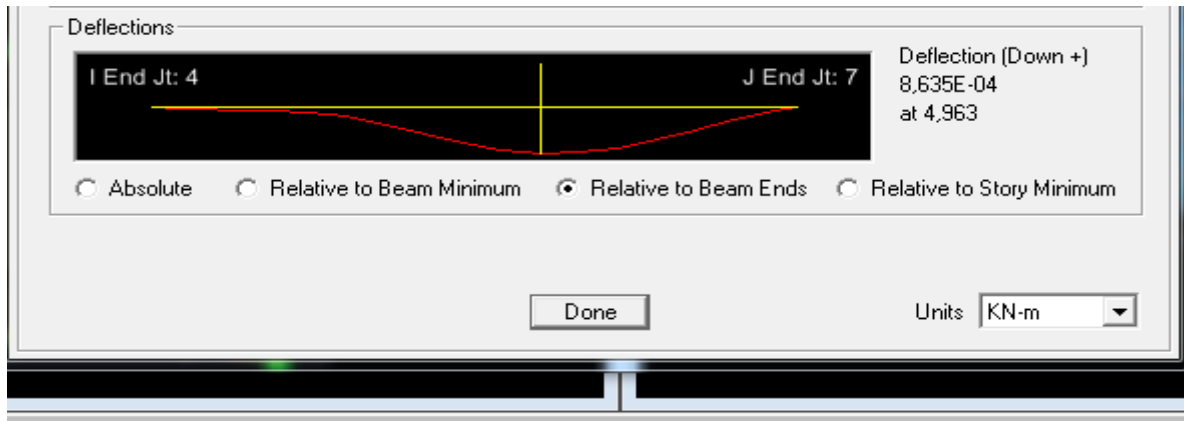 Deflections
I End Jt: 4
J End Jt: 7
Deflection (Down +)
8,635E-04
at 4,963
Absolute
Relative to Beam Minimum
Relative to Beam Ends
Relative to Story Minimum
Done
Units
KN-m